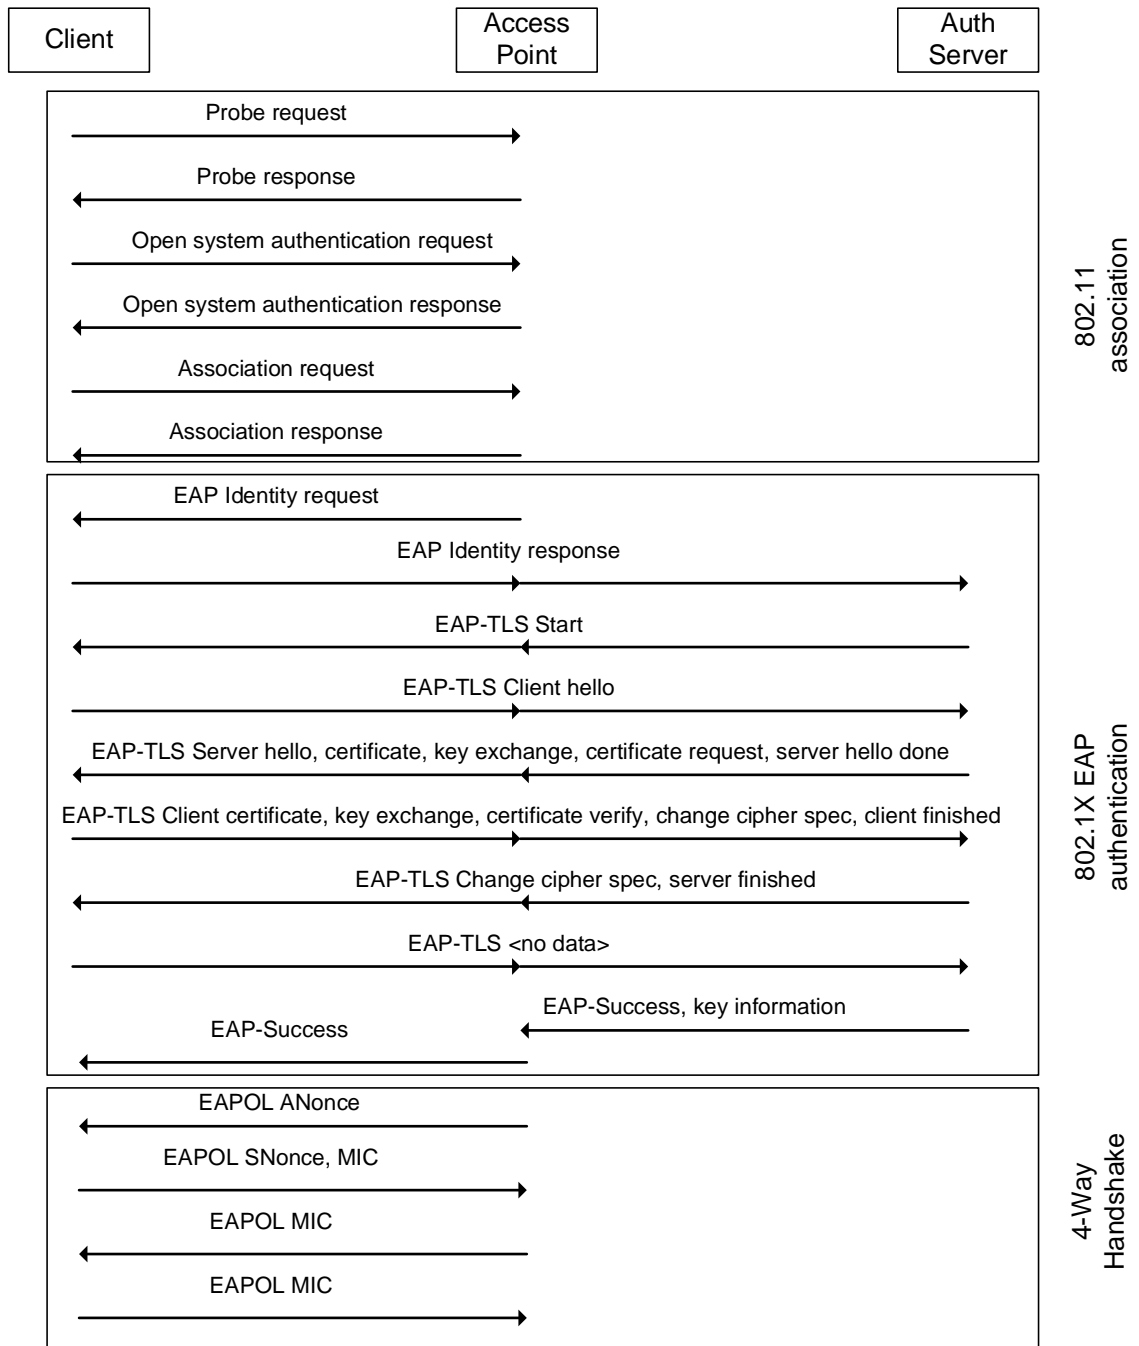 Client
Access
Point
Auth
Server
Probe request
Probe response
Open system authentication request
Open system authentication response
Association request
Association response
802.11
association
EAP Identity request
EAP Identity response
EAP-TLS Start
EAP-TLS Client hello
EAP-TLS Server hello, certificate, key exchange, certificate request, server hello done
EAP-TLS Client certificate, key exchange, certificate verify, change cipher spec, client finished
EAP-TLS Change cipher spec, server finished
EAP-TLS <no data>
EAP-Success, key information
EAP-Success
802.1X EAP
authentication
EAPOL ANonce
EAPOL SNonce, MIC
EAPOL MIC
EAPOL MIC
4-Way
Handshake